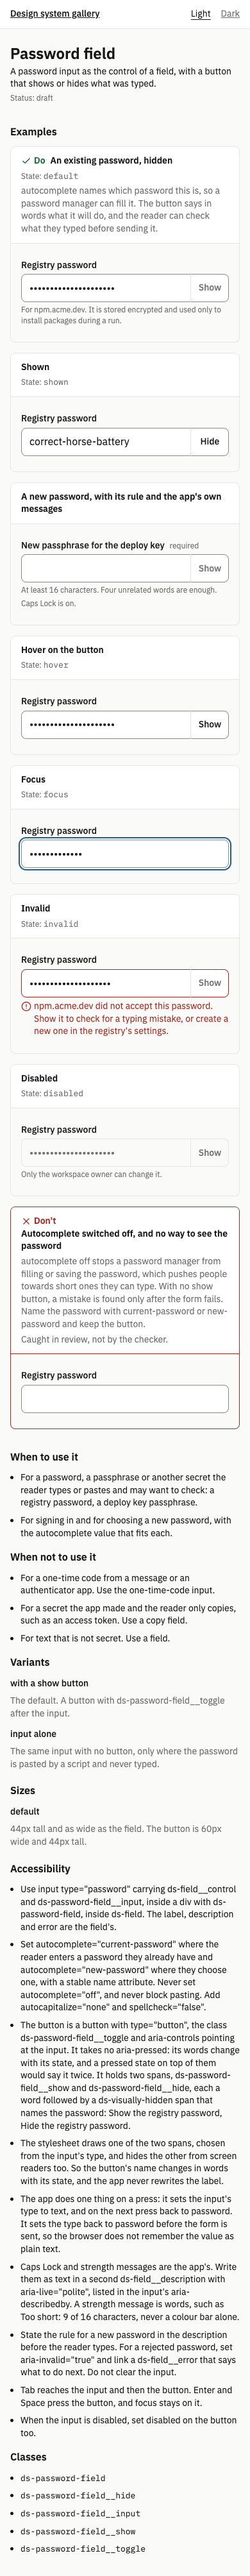 Design system gallery
Light Dark
Password field
A password input as the control of a field, with a button
that shows or hides what was typed.
Status: draft
Examples
Do An existing password, hidden
State: default
autocomplete names which password this is, so a
password manager can fill it. The button says in
words what it will do, and the reader can check
what they typed before sending it.
Registry password
•••••••••••••••••••• Show
For npm.acme.dev. It is stored encrypted and used only to
install packages during a run.
Shown
State: shown
Registry password
correct-horse-battery Hide
A new password, with its rule and the app's own
messages
New passphrase for the deploy key required
Show
At least 16 characters. Four unrelated words are enough.
Caps Lock is on.
Hover on the button
State: hover
Registry password
•••••••••••••••••••• Show
Focus
State: focus
Registry password
•••••••••••••
Invalid
State: invalid
Registry password
•••••••••••••••••••• Show
npm.acme.dev did not accept this password.
Show it to check for a typing mistake, or create a
new one in the registry's settings.
Disabled
State: disabled
Registry password
•••••••••••••••••••• Show
Only the workspace owner can change it.
Don't
Autocomplete switched off, and no way to see the
password
autocomplete off stops a password manager from
filling or saving the password, which pushes people
towards short ones they can type. With no show
button, a mistake is found only after the form fails.
Name the password with current-password or new-
password and keep the button.
Caught in review, not by the checker.
Registry password
When to use it
• For a password, a passphrase or another secret the
reader types or pastes and may want to check: a
registry password, a deploy key passphrase.
• For signing in and for choosing a new password, with
the autocomplete value that fits each.
When not to use it
• For a one-time code from a message or an
authenticator app. Use the one-time-code input.
• For a secret the app made and the reader only copies,
such as an access token. Use a copy field.
• For text that is not secret. Use a field.
Variants
with a show button
The default. A button with ds-password-field__toggle
after the input.
input alone
The same input with no button, only where the password
is pasted by a script and never typed.
Sizes
default
44px tall and as wide as the field. The button is 60px
wide and 44px tall.
Accessibility
• Use input type="password" carrying ds-field__control
and ds-password-field__input, inside a div with ds-
password-field, inside ds-field. The label, description
and error are the field's.
• Set autocomplete="current-password" where the
reader enters a password they already have and
autocomplete="new-password" where they choose
one, with a stable name attribute. Never set
autocomplete="off", and never block pasting. Add
autocapitalize="none" and spellcheck="false".
• The button is a button with type="button", the class
ds-password-field__toggle and aria-controls pointing
at the input. It takes no aria-pressed: its words change
with its state, and a pressed state on top of them
would say it twice. It holds two spans, ds-password-
field__show and ds-password-field__hide, each a
word followed by a ds-visually-hidden span that
names the password: Show the registry password,
Hide the registry password.
• The stylesheet draws one of the two spans, chosen
from the input's type, and hides the other from
screen readers too. So the button's name changes in words
with its state, and the app never rewrites the label.
• The app does one thing on a press: it sets the input's
type to text, and on the next press back to password.
It sets the type back to password before the form is
sent, so the browser does not remember the value as
plain text.
• Caps Lock and strength messages are the app's. Write
them as text in a second ds-field__description with
aria-live="polite", listed in the input's aria-
describedby. A strength message is words, such as
Too short: 9 of 16 characters, never a colour bar alone.
• State the rule for a new password in the description
before the reader types. For a rejected password, set
aria-invalid="true" and link a ds-field__error that says
what to do next. Do not clear the input.
• Tab reaches the input and then the button. Enter and
Space press the button, and focus stays on it.
• When the input is disabled, set disabled on the button
too.
Classes
• ds-password-field
• ds-password-field__hide
• ds-password-field__input
• ds-password-field__show
• ds-password-field__toggle